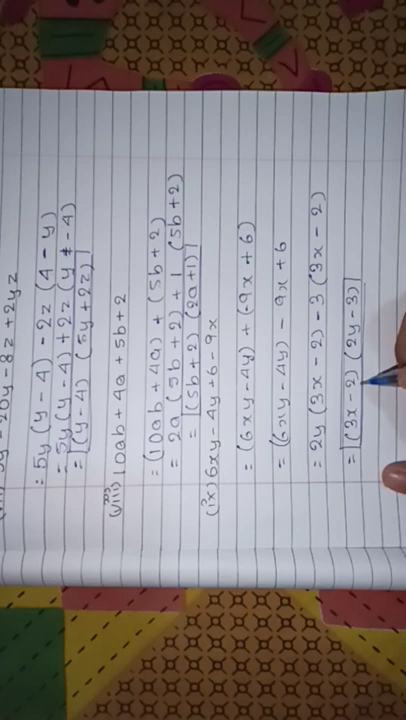 5y² - 20y - 8z + 2yz
: 5y (y - 4) - 2z (4 - y)
= 5y (y - 4) + 2z (y - 4)
= (y - 4) (5y + 2z)
(viii) 10ab + 4a + 5b + 2
= (10ab + 4a) + (5b + 2)
= 2a (5b + 2) + 1 (5b + 2)
= (5b + 2) (2a + 1)
(ix) 6xy - 4y + 6 - 9x
= (6xy - 4y) + (-9x + 6)
= (6xy - 4y) - 9x + 6
= 2y (3x - 2) - 3 (3x - 2)
= (3x - 2) (2y - 3)